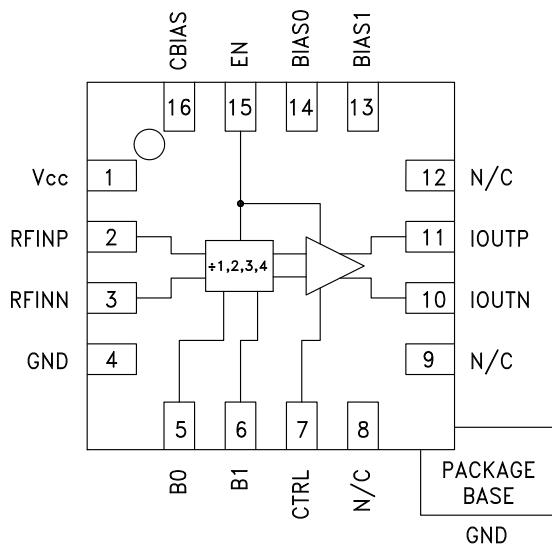 CBIAS
EN
BIAS0
BIAS1
16
15
14
13
Vcc
1
12
N/C
RFINP
2
11
IOUTP
÷1,2,3,4
RFINN
3
10
IOUTN
GND
4
9
N/C
5
6
7
8
B0
B1
CTRL
N/C
PACKAGE
BASE
GND